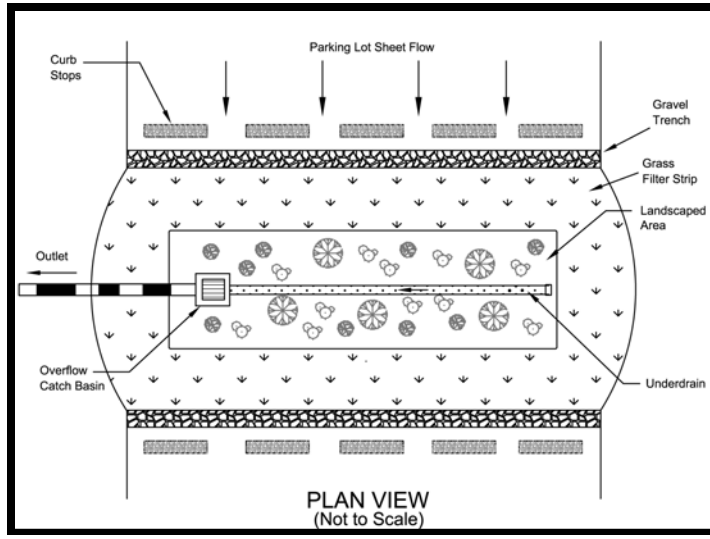 Parking Lot Sheet Flow
Curb
Stops
Gravel
Trench
Grass
Filter Strip
Landscaped
Area
Outlet
Overflow
Catch Basin
Underdrain
PLAN VIEW
(Not to Scale)